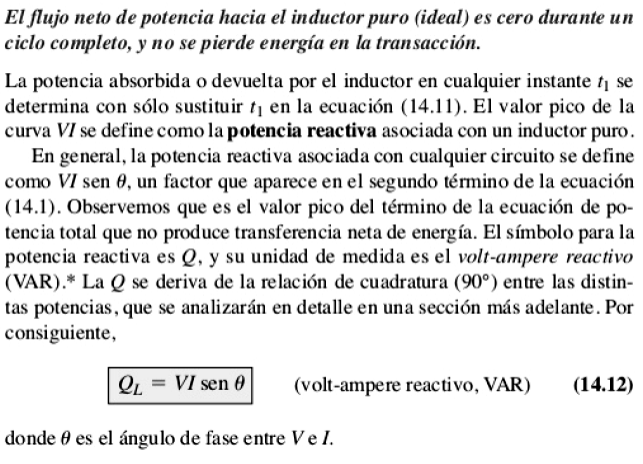 El flujo neto de potencia hacia el inductor puro (ideal) es cero durante un
ciclo completo, y no se pierde energía en la transacción.
La potencia absorbida o devuelta por el inductor en cualquier instante t₁ se
determina con sólo sustituir t₁ en la ecuación (14.11). El valor pico de la
curva VI se define como la potencia reactiva asociada con un inductor puro.
En general, la potencia reactiva asociada con cualquier circuito se define
como VI sen θ, un factor que aparece en el segundo término de la ecuación
(14.1). Observemos que es el valor pico del término de la ecuación de po-
tencia total que no produce transferencia neta de energía. El símbolo para la
potencia reactiva es Q, y su unidad de medida es el volt-ampere reactivo
(VAR).* La Q se deriva de la relación de cuadratura (90°) entre las distin-
tas potencias, que se analizarán en detalle en una sección más adelante. Por
consiguiente,
Q_L = VI sen θ (volt-ampere reactivo, VAR) (14.12)
donde θ es el ángulo de fase entre V e I.